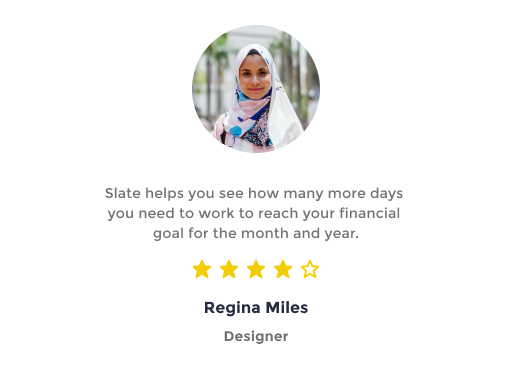 Slate helps you see how many more days
you need to work to reach your financial
goal for the month and year.
Regina Miles
Designer